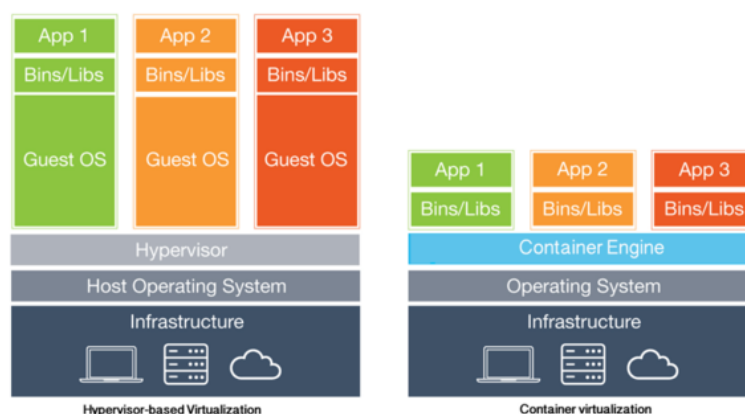 App 1
App 2
App 3
Bins/Libs
Bins/Libs
Bins/Libs
Guest OS
Guest OS
Guest OS
Hypervisor
Host Operating System
Infrastructure
Hypervisor-based Virtualization
App 1
App 2
App 3
Bins/Libs
Bins/Libs
Bins/Libs
Container Engine
Operating System
Infrastructure
Container virtualization